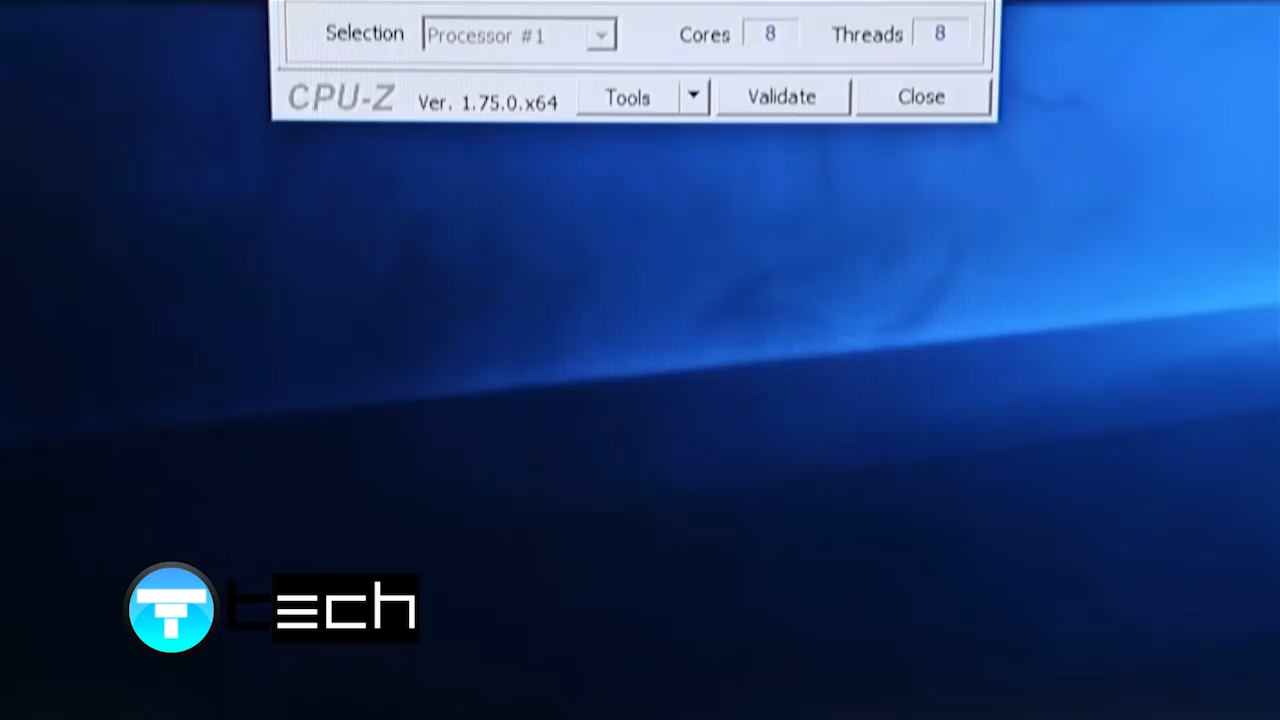 Selection Processor #1 Cores 8 Threads 8
CPU-Z Ver. 1.75.0.x64 Tools Validate Close
tech